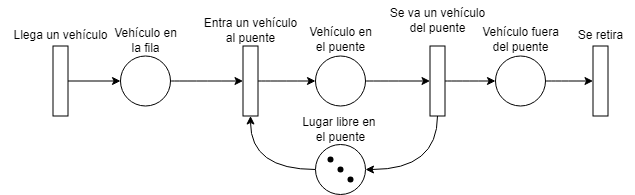 Llega un vehículo
Vehículo en
la fila
Entra un vehículo
al puente
Vehículo en
el puente
Se va un vehículo
del puente
Vehículo fuera
del puente
Se retira
Lugar libre en
el puente